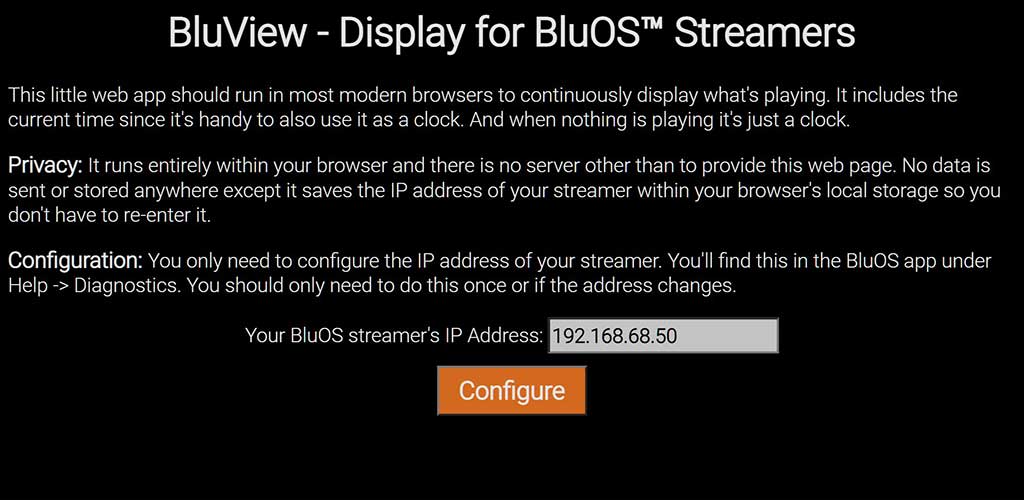 BluView - Display for BluOS™ Streamers
This little web app should run in most modern browsers to continuously display what's playing. It includes the
current time since it's handy to also use it as a clock. And when nothing is playing it's just a clock.
Privacy: It runs entirely within your browser and there is no server other than to provide this web page. No data is
sent or stored anywhere except it saves the IP address of your streamer within your browser's local storage so you
don't have to re-enter it.
Configuration: You only need to configure the IP address of your streamer. You'll find this in the BluOS app under
Help -> Diagnostics. You should only need to do this once or if the address changes.
Your BluOS streamer's IP Address: 192.168.68.50
Configure